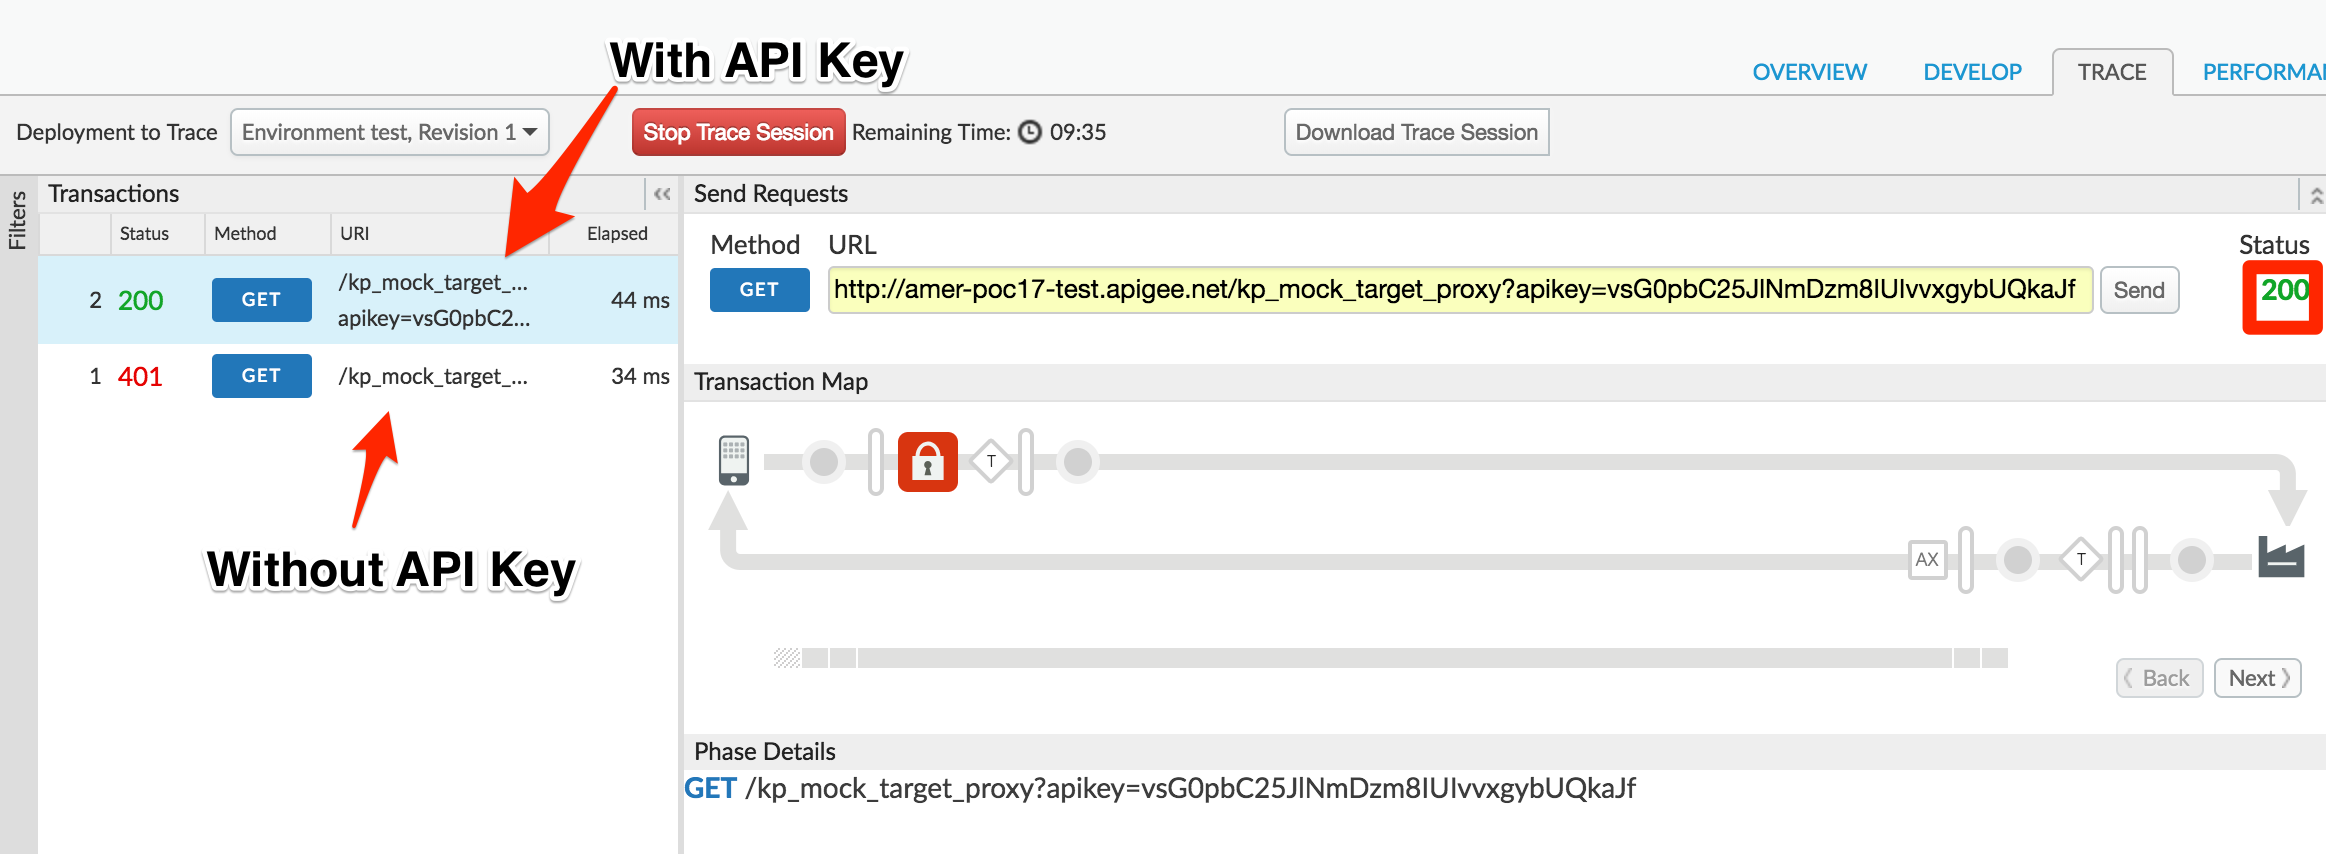 With API Key
OVERVIEW DEVELOP TRACE PERFORMA
Deployment to Trace Environment test, Revision 1 Stop Trace Session Remaining Time: 09:35 Download Trace Session
Filters
Transactions
Status Method URI Elapsed
2 200 GET /kp_mock_target_... 44 ms
apikey=vsG0pbC2...
1 401 GET /kp_mock_target_... 34 ms
Without API Key
Send Requests
Method URL Status
GET http://amer-poc17-test.apigee.net/kp_mock_target_proxy?apikey=vsG0pbC25JlNmDzm8IUIvvxgybUQkaJf Send 200
Transaction Map
T
AX T
Back Next
Phase Details
GET /kp_mock_target_proxy?apikey=vsG0pbC25JlNmDzm8IUIvvxgybUQkaJf